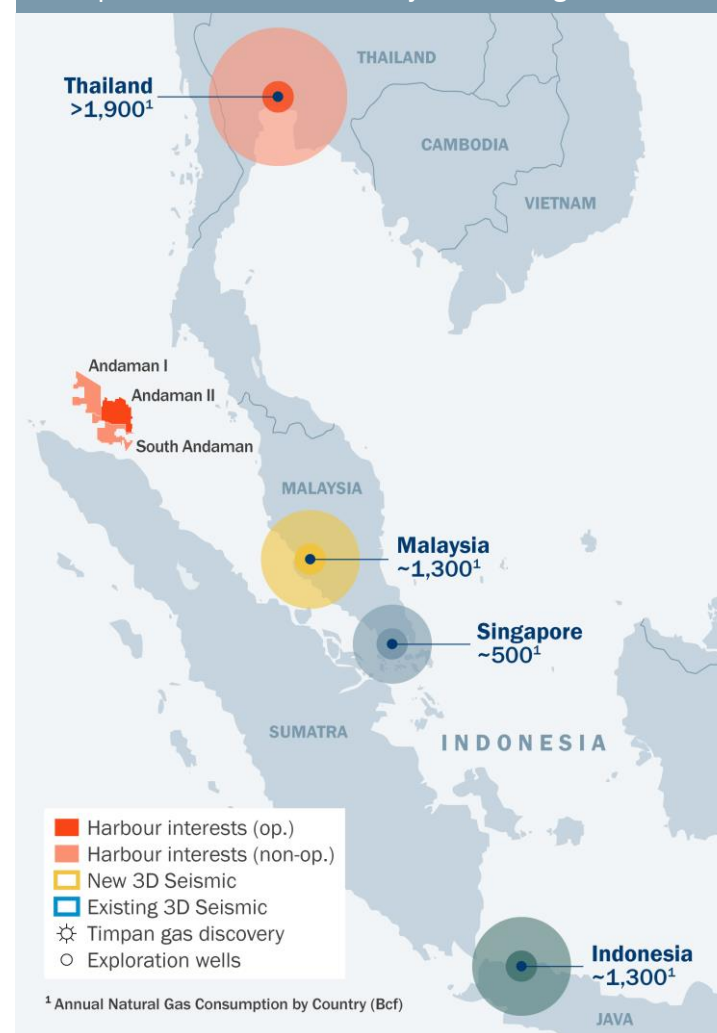 THAILAND
Thailand
>1,900¹
CAMBODIA
VIETNAM
Andaman I
Andaman II
South Andaman
MALAYSIA
Malaysia
~1,300¹
Singapore
~500¹
SUMATRA
INDONESIA
Harbour interests (op.)
Harbour interests (non-op.)
New 3D Seismic
Existing 3D Seismic
Timpan gas discovery
Exploration wells
Indonesia
~1,300¹
¹ Annual Natural Gas Consumption by Country (Bcf)
JAVA